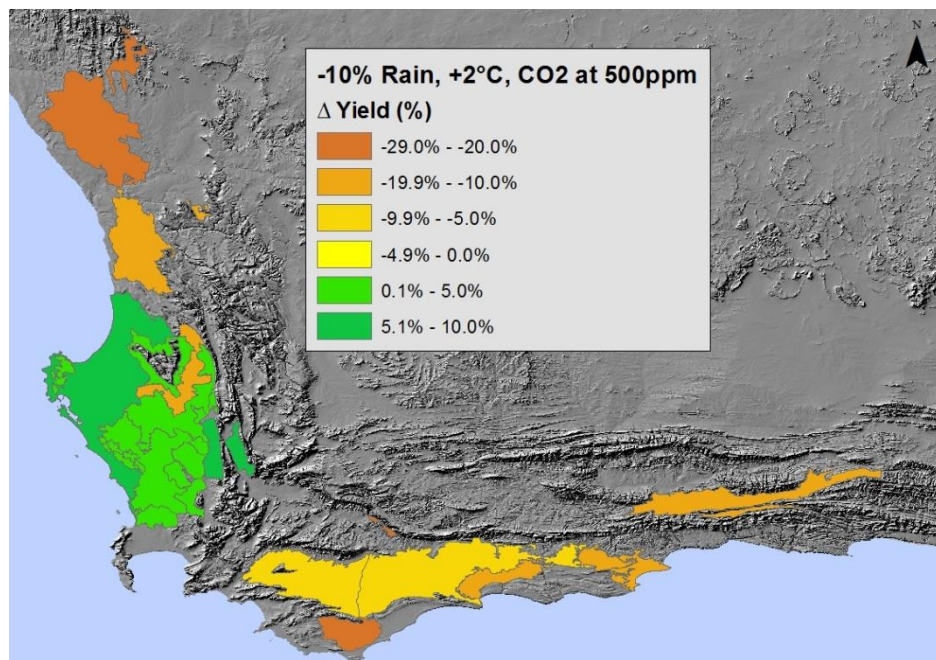 N
-10% Rain, +2°C, CO2 at 500ppm
Δ Yield (%)
-29.0% - -20.0%
-19.9% - -10.0%
-9.9% - -5.0%
-4.9% - 0.0%
0.1% - 5.0%
5.1% - 10.0%